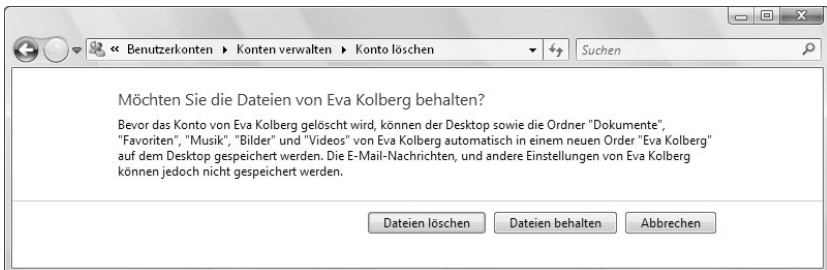 « Benutzerkonten ▸ Konten verwalten ▸ Konto löschen
Suchen
Möchten Sie die Dateien von Eva Kolberg behalten?
Bevor das Konto von Eva Kolberg gelöscht wird, können der Desktop sowie die Ordner "Dokumente",
"Favoriten", "Musik", "Bilder" und "Videos" von Eva Kolberg automatisch in einem neuen Order "Eva Kolberg"
auf dem Desktop gespeichert werden. Die E-Mail-Nachrichten, und andere Einstellungen von Eva Kolberg
können jedoch nicht gespeichert werden.
Dateien löschen Dateien behalten Abbrechen